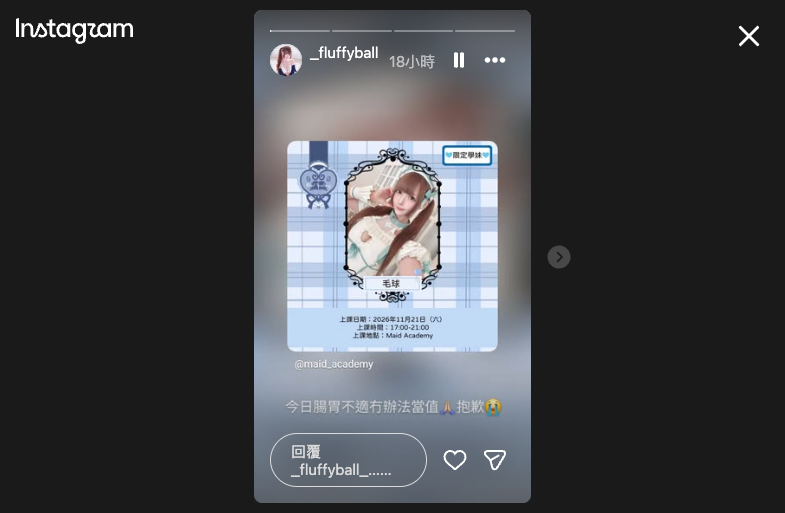 Instagram
_fluffyball
18小時
♥限定學妹♥
毛球
上課日期：2026年11月21日（六）
上課時間：17:00-21:00
上課地點：Maid Academy
@maid_academy
今日腸胃不適冇辦法當值🙏抱歉😭
回覆
_fluffyball_......